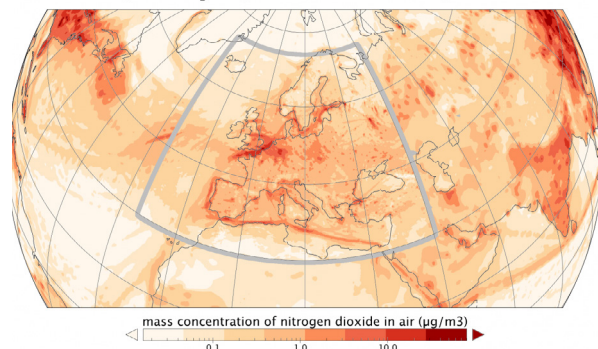 mass concentration of nitrogen dioxide in air (µg/m3)
0.1 1.0 10.0